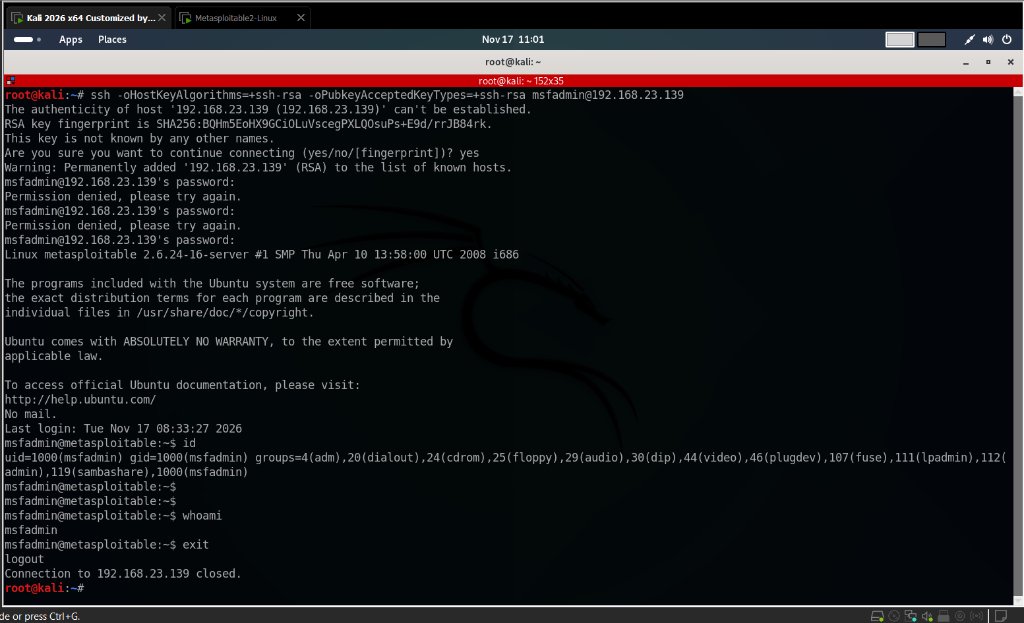 Kali 2026 x64 Customized by...
Metasploitable2-Linux
Apps Places
Nov 17 11:01
root@kali: ~
root@kali: ~ 152x35
root@kali:~# ssh -oHostKeyAlgorithms=+ssh-rsa -oPubkeyAcceptedKeyTypes=+ssh-rsa msfadmin@192.168.23.139
The authenticity of host '192.168.23.139 (192.168.23.139)' can't be established.
RSA key fingerprint is SHA256:BQHm5EoHX9GCiOLuVscegPXLQOsuPs+E9d/rrJB84rk.
This key is not known by any other names.
Are you sure you want to continue connecting (yes/no/[fingerprint])? yes
Warning: Permanently added '192.168.23.139' (RSA) to the list of known hosts.
msfadmin@192.168.23.139's password:
Permission denied, please try again.
msfadmin@192.168.23.139's password:
Permission denied, please try again.
msfadmin@192.168.23.139's password:
Linux metasploitable 2.6.24-16-server #1 SMP Thu Apr 10 13:58:00 UTC 2008 i686
The programs included with the Ubuntu system are free software;
the exact distribution terms for each program are described in the
individual files in /usr/share/doc/*/copyright.
Ubuntu comes with ABSOLUTELY NO WARRANTY, to the extent permitted by
applicable law.
To access official Ubuntu documentation, please visit:
http://help.ubuntu.com/
No mail.
Last login: Tue Nov 17 08:33:27 2026
msfadmin@metasploitable:~$ id
uid=1000(msfadmin) gid=1000(msfadmin) groups=4(adm),20(dialout),24(cdrom),25(floppy),29(audio),30(dip),44(video),46(plugdev),107(fuse),111(lpadmin),112(
admin),119(sambashare),1000(msfadmin)
msfadmin@metasploitable:~$
msfadmin@metasploitable:~$
msfadmin@metasploitable:~$ whoami
msfadmin
msfadmin@metasploitable:~$ exit
logout
Connection to 192.168.23.139 closed.
root@kali:~#
de or press Ctrl+G.